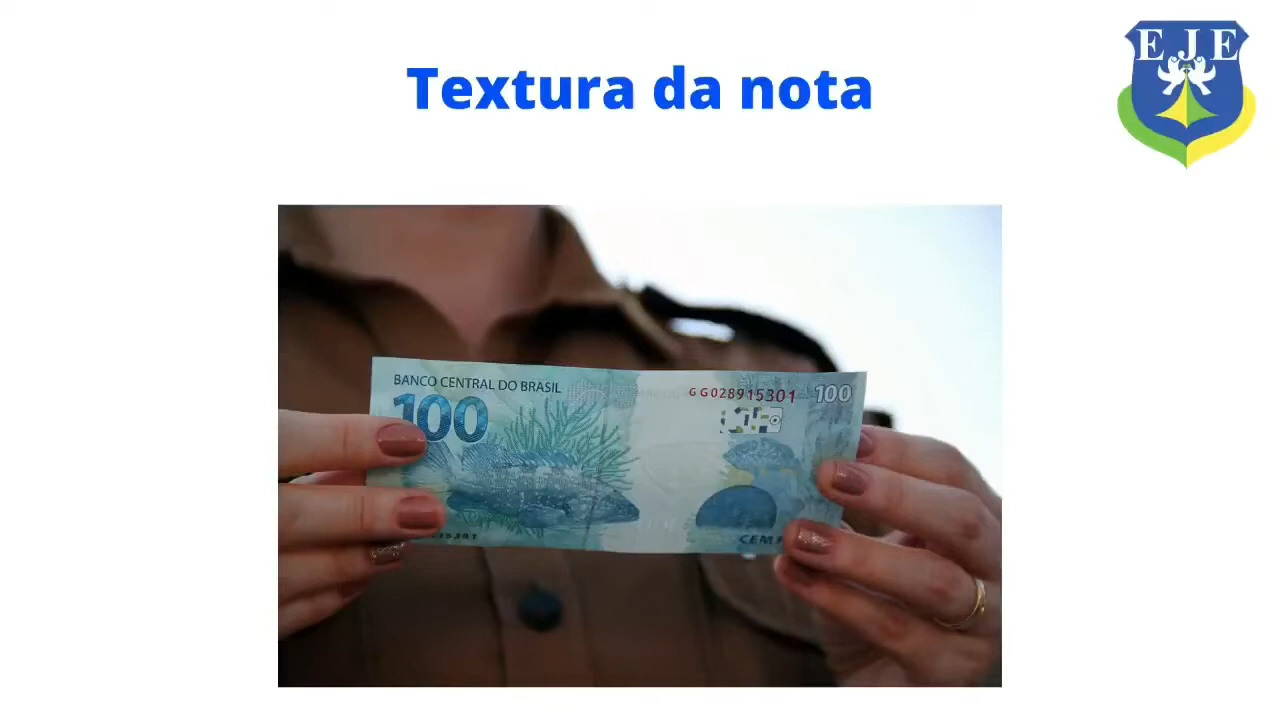 Textura da nota
EJE
BANCO CENTRAL DO BRASIL
GG028915301
100
100